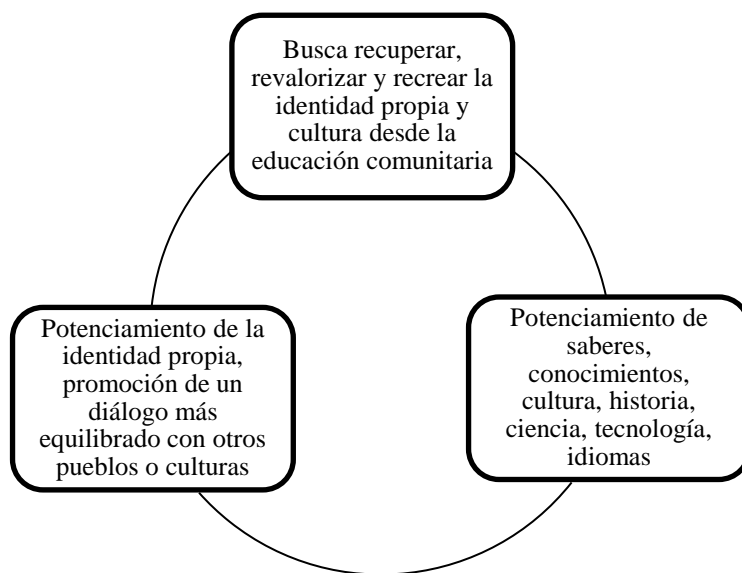 Busca recuperar,
revalorizar y recrear la
identidad propia y
cultura desde la
educación comunitaria
Potenciamiento de la
identidad propia,
promoción de un
diálogo más
equilibrado con otros
pueblos o culturas
Potenciamiento de
saberes,
conocimientos,
cultura, historia,
ciencia, tecnología,
idiomas